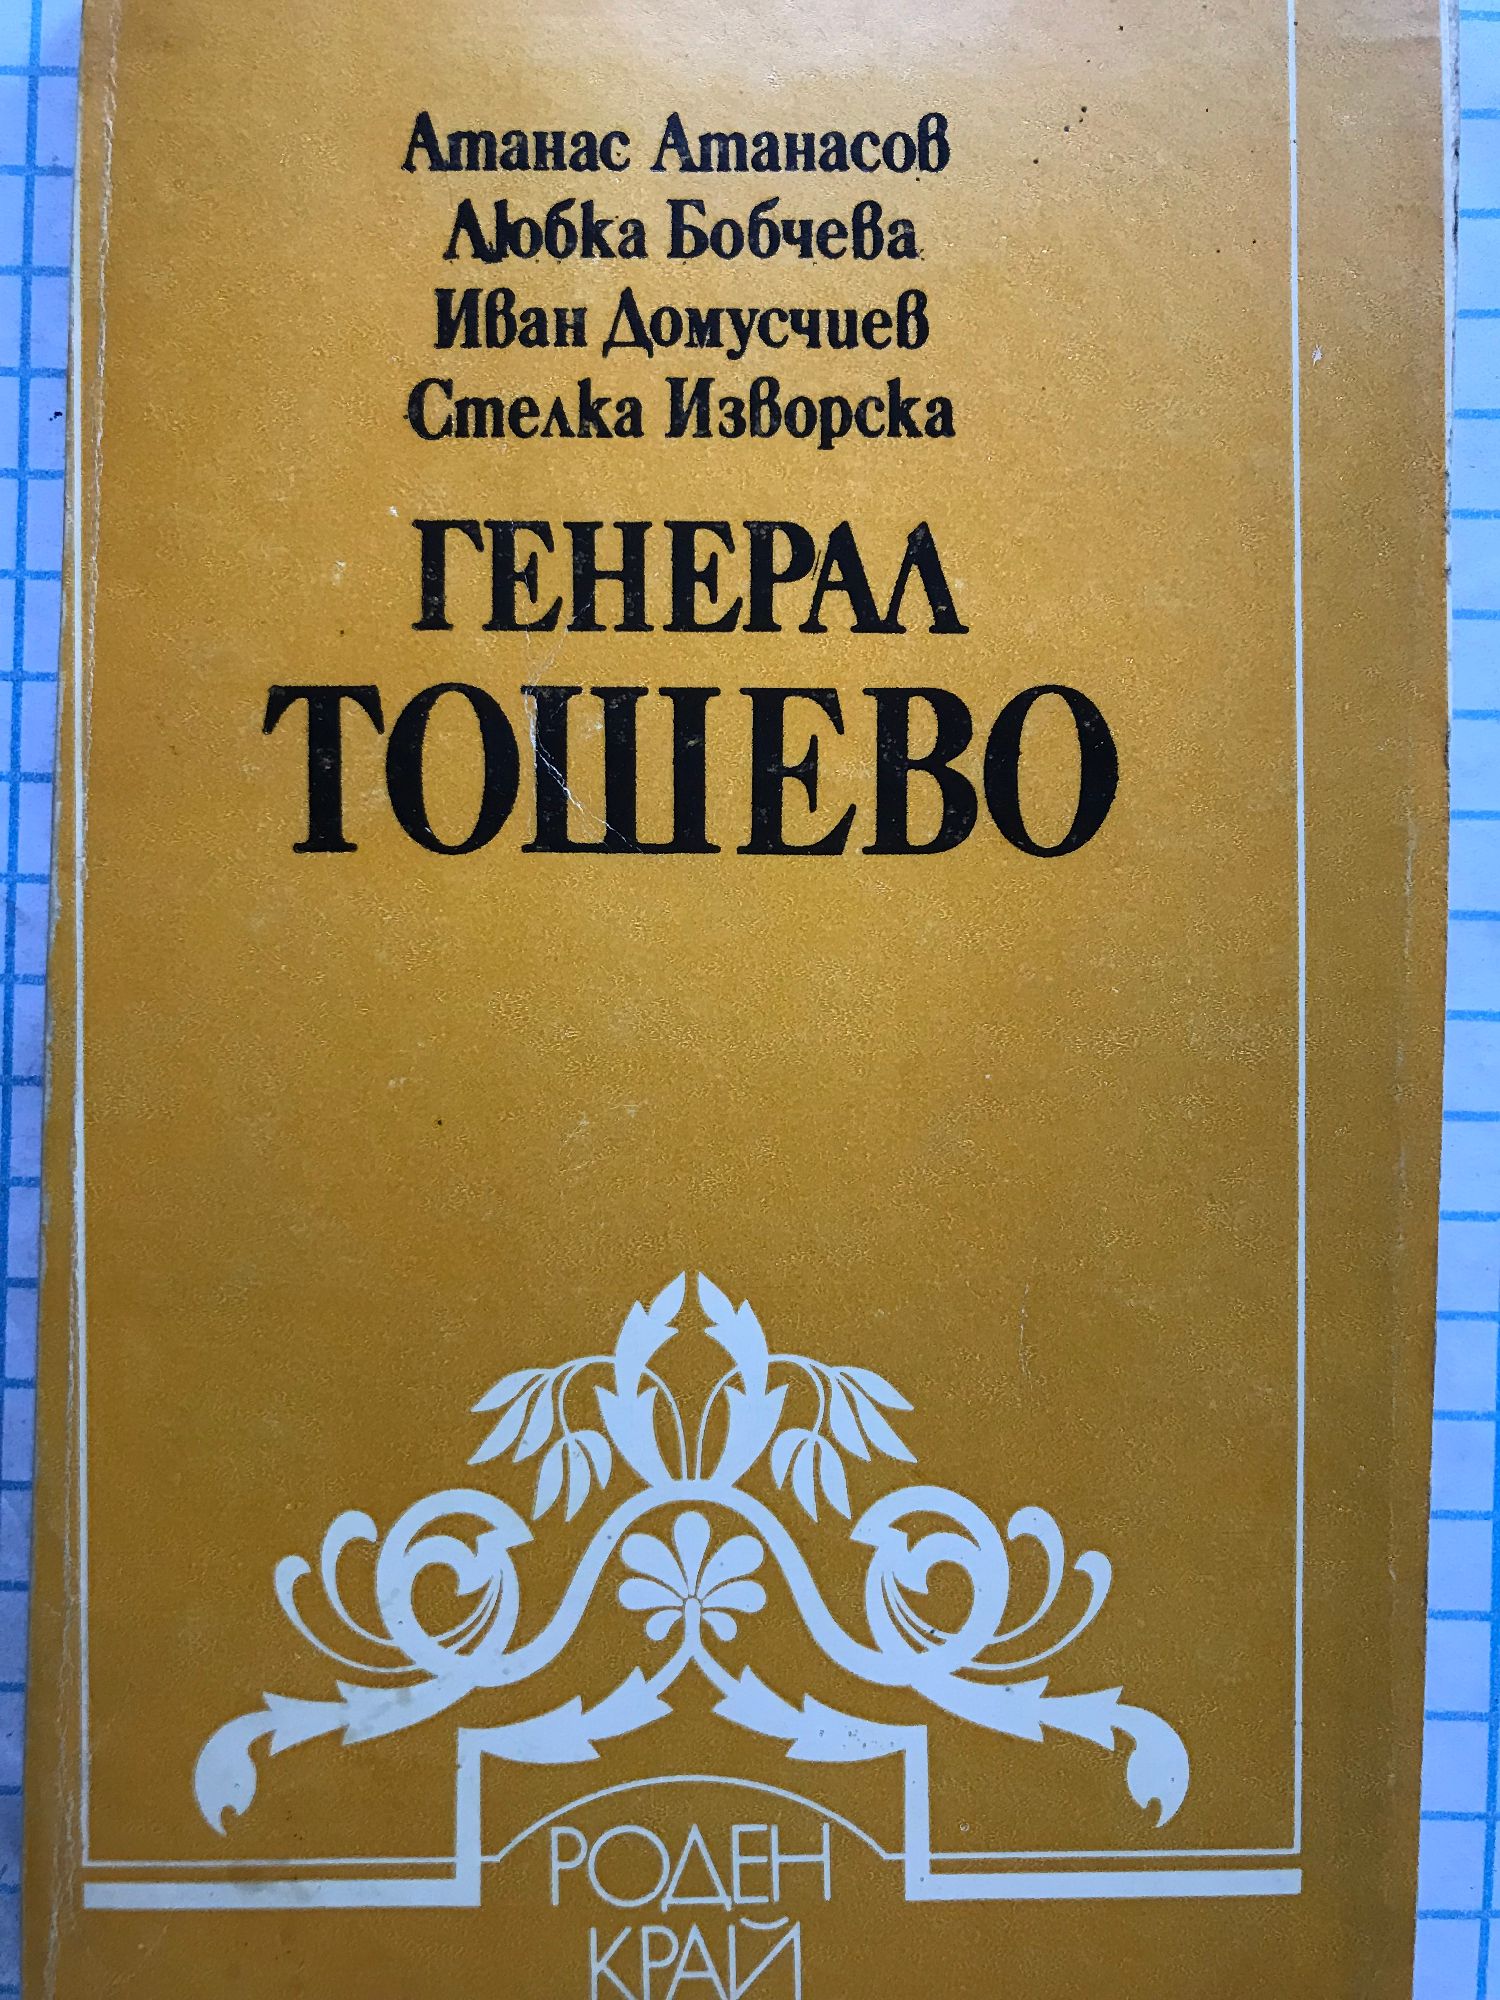 Атанас Атанасов
Любка Бобчева
Иван Домусчиев
Стелка Изворска
ГЕНЕРАЛ
ТОШЕВО
РОДЕН
КРАЙ